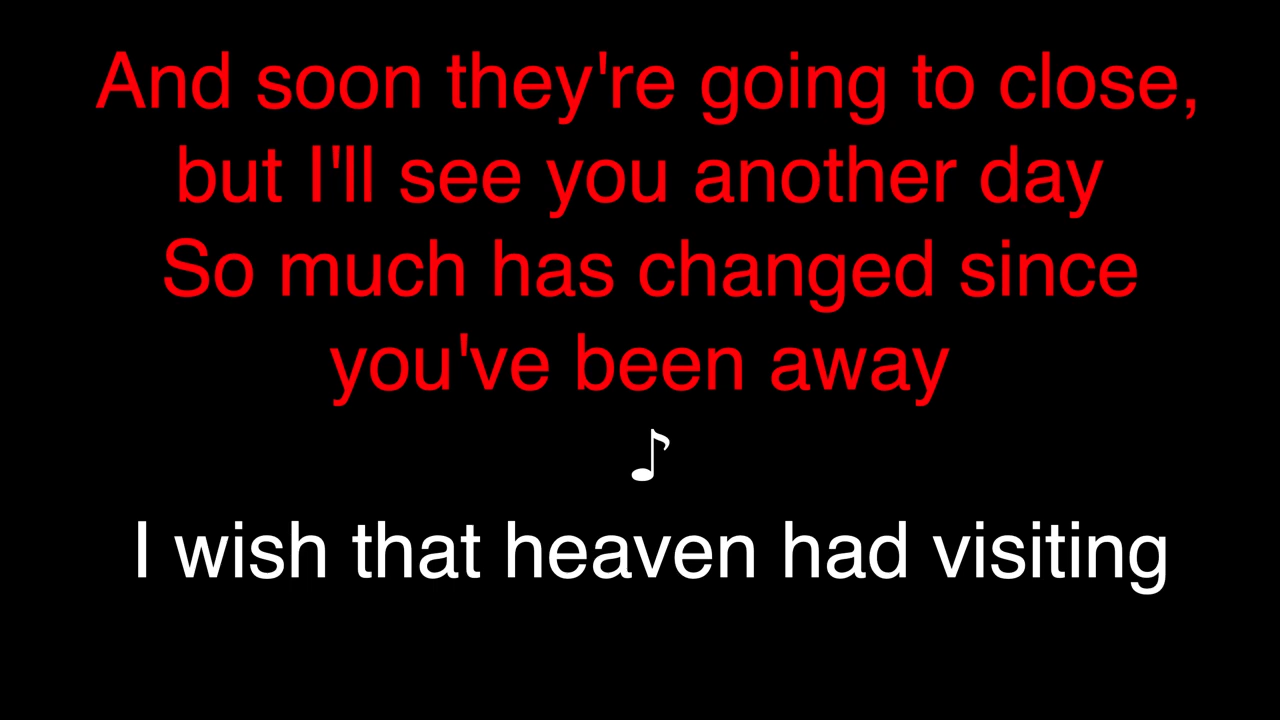 And soon they're going to close,
but I'll see you another day
So much has changed since
you've been away
♪
I wish that heaven had visiting